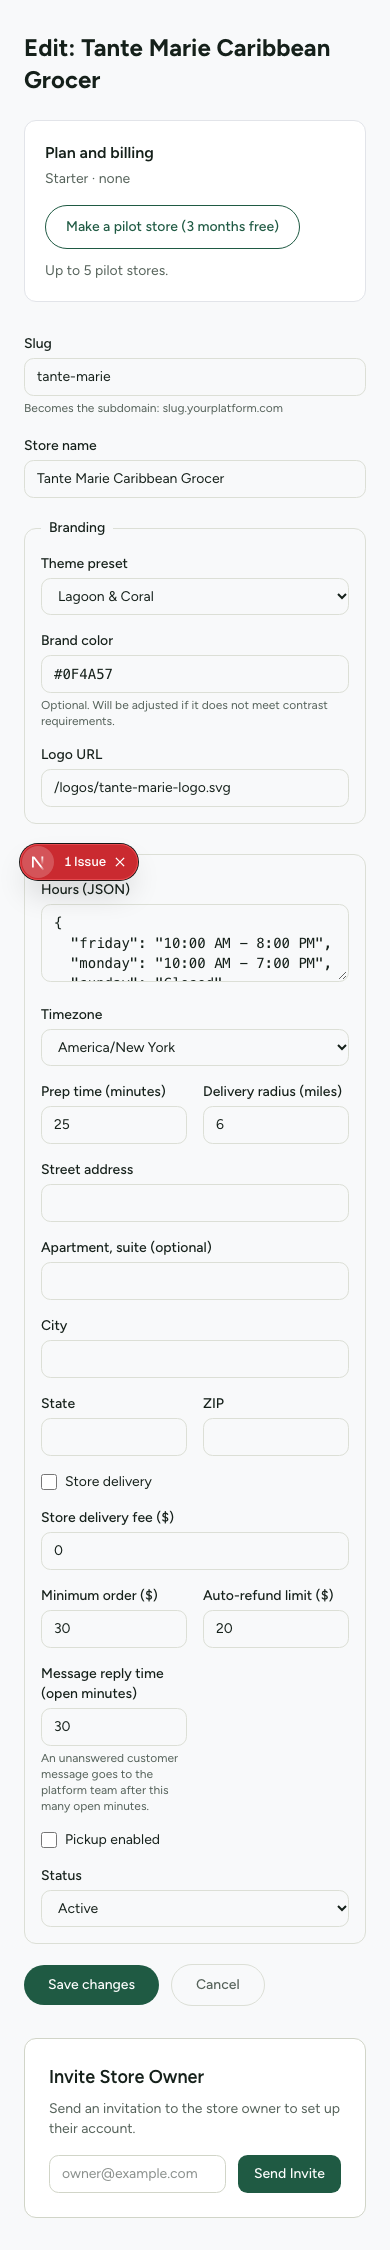 Edit: Tante Marie Caribbean
Grocer
Plan and billing
Starter · none
Make a pilot store (3 months free)
Up to 5 pilot stores.
Slug
tante-marie
Becomes the subdomain: slug.yourplatform.com
Store name
Tante Marie Caribbean Grocer
Branding
Theme preset
Lagoon & Coral
Brand color
#0F4A57
Optional. Will be adjusted if it does not meet contrast
requirements.
Logo URL
/logos/tante-marie-logo.svg
N 1 Issue ×
Hours (JSON)
{
"friday": "10:00 AM – 8:00 PM",
"monday": "10:00 AM – 7:00 PM",
Timezone
America/New York
Prep time (minutes) Delivery radius (miles)
25 6
Street address
Apartment, suite (optional)
City
State ZIP
Store delivery
Store delivery fee ($)
0
Minimum order ($) Auto-refund limit ($)
30 20
Message reply time
(open minutes)
30
An unanswered customer
message goes to the
platform team after this
many open minutes.
Pickup enabled
Status
Active
Save changes Cancel
Invite Store Owner
Send an invitation to the store owner to set up
their account.
owner@example.com Send Invite